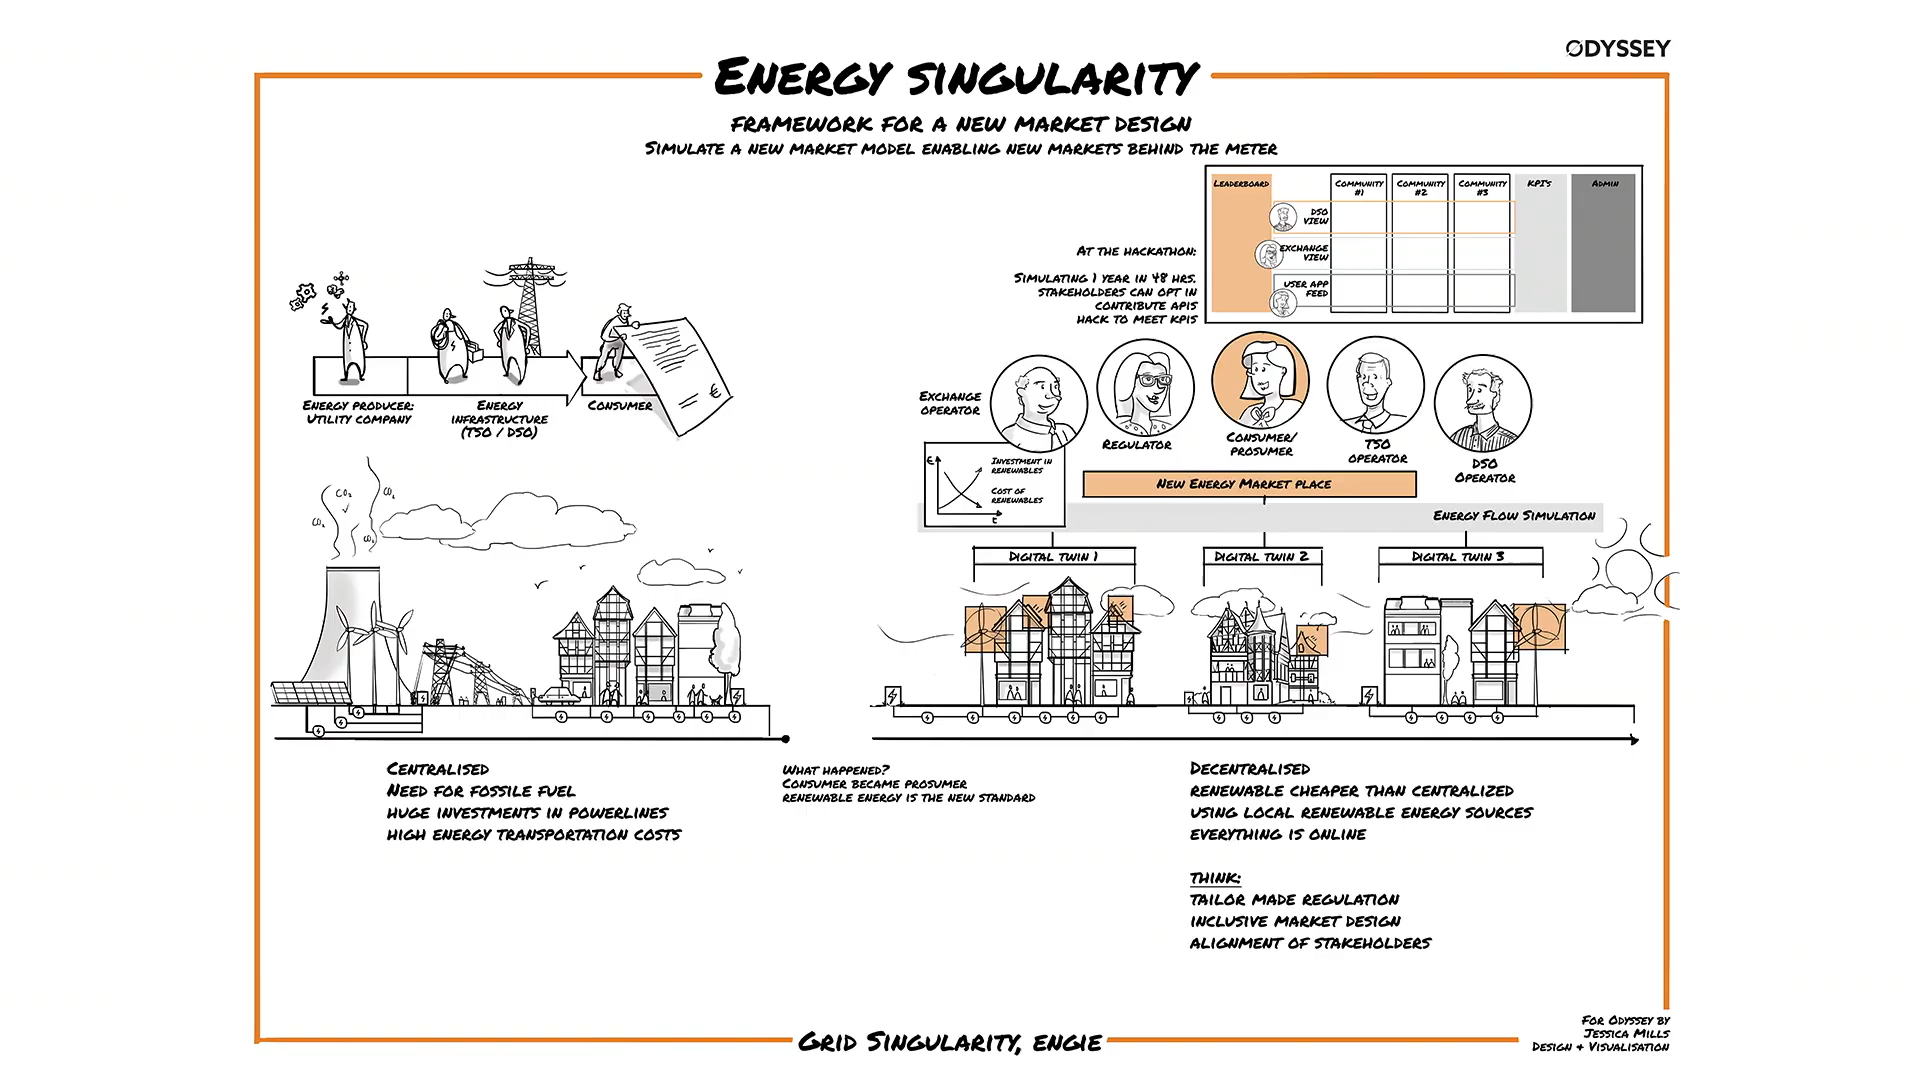 ODYSSEY
ENERGY SINGULARITY
FRAMEWORK FOR A NEW MARKET DESIGN
SIMULATE A NEW MARKET MODEL ENABLING NEW MARKETS BEHIND THE METER
LEADERBOARD
COMMUNITY
#1
COMMUNITY
#2
COMMUNITY
#3
KPI'S
ADMIN
DSO
VIEW
EXCHANGE
VIEW
USER APP
FEED
AT THE HACKATHON:
SIMULATING 1 YEAR IN 48 HRS.
STAKEHOLDERS CAN OPT IN
CONTRIBUTE APIS
HACK TO MEET KPIS
ENERGY PRODUCER:
UTILITY COMPANY
ENERGY
INFRASTRUCTURE
(TSO / DSO)
CONSUMER
€
EXCHANGE
OPERATOR
REGULATOR
CONSUMER/
PROSUMER
TSO
OPERATOR
DSO
OPERATOR
€
INVESTMENT IN
RENEWABLES
COST OF
RENEWABLES
t
NEW ENERGY MARKET PLACE
ENERGY FLOW SIMULATION
DIGITAL TWIN 1
DIGITAL TWIN 2
DIGITAL TWIN 3
CO₂
CO₂
CO₂
CO₂
CENTRALISED
NEED FOR FOSSILE FUEL
HUGE INVESTMENTS IN POWERLINES
HIGH ENERGY TRANSPORTATION COSTS
WHAT HAPPENED?
CONSUMER BECAME PROSUMER
RENEWABLE ENERGY IS THE NEW STANDARD
DECENTRALISED
RENEWABLE CHEAPER THAN CENTRALIZED
USING LOCAL RENEWABLE ENERGY SOURCES
EVERYTHING IS ONLINE
THINK:
TAILOR MADE REGULATION
INCLUSIVE MARKET DESIGN
ALIGNMENT OF STAKEHOLDERS
GRID SINGULARITY, ENGIE
FOR ODYSSEY BY
JESSICA MILLS
DESIGN + VISUALISATION